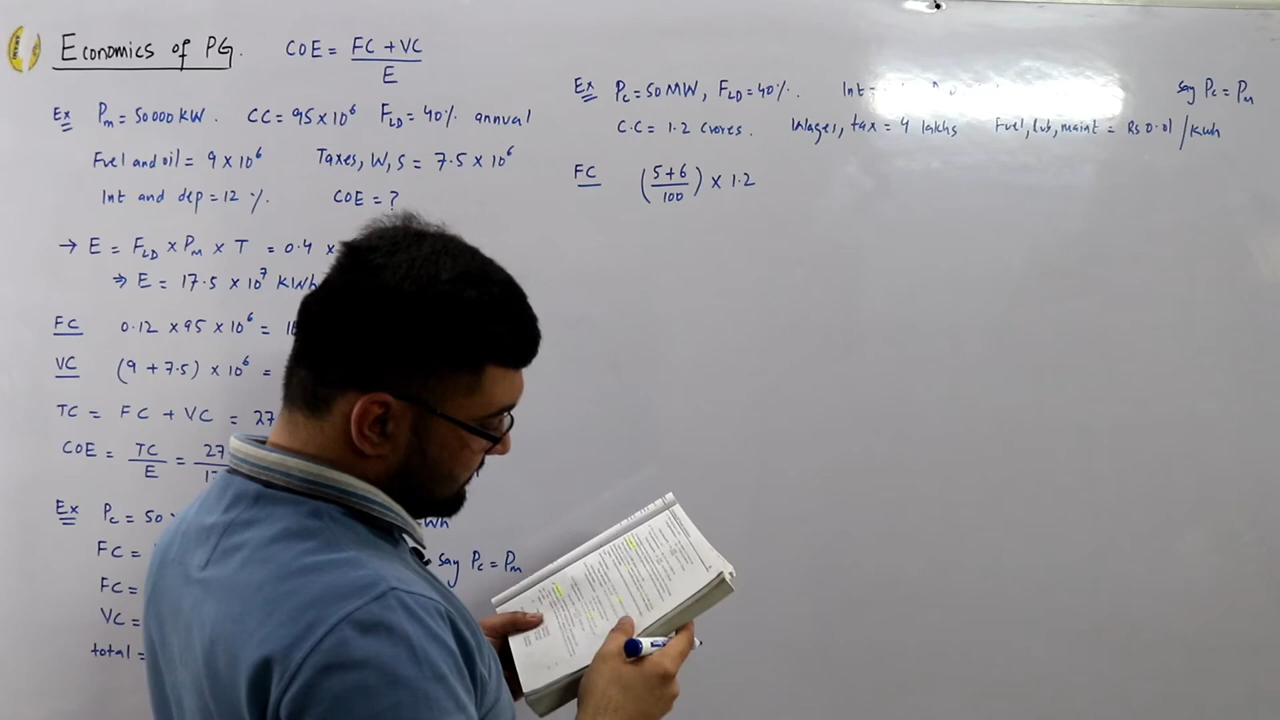 Economics of PG. COE = FC + VC / E
Ex Pm = 50000 KW. CC = 95 x 10^6 FLD = 40% annual
Fuel and oil = 9 x 10^6 Taxes, W, S = 7.5 x 10^6
Int and dep = 12 %. COE = ?
→ E = FLD x Pm x T = 0.4 x
⇒ E = 17.5 x 10^7 KWh
FC 0.12 x 95 x 10^6 =
VC (9 + 7.5) x 10^6 =
TC = FC + VC = 27
COE = TC / E = 27
Ex Pc = 50
FC = say Pc = Pm
FC =
VC =
total =
Ex Pc = 50 MW, FLD = 40%. Int = say Pc = Pm
C.C = 1.2 Crores. Wages, tax = 4 lakhs Fuel, lub, maint = Rs 0.01 / Kwh
FC (5+6 / 100) x 1.2